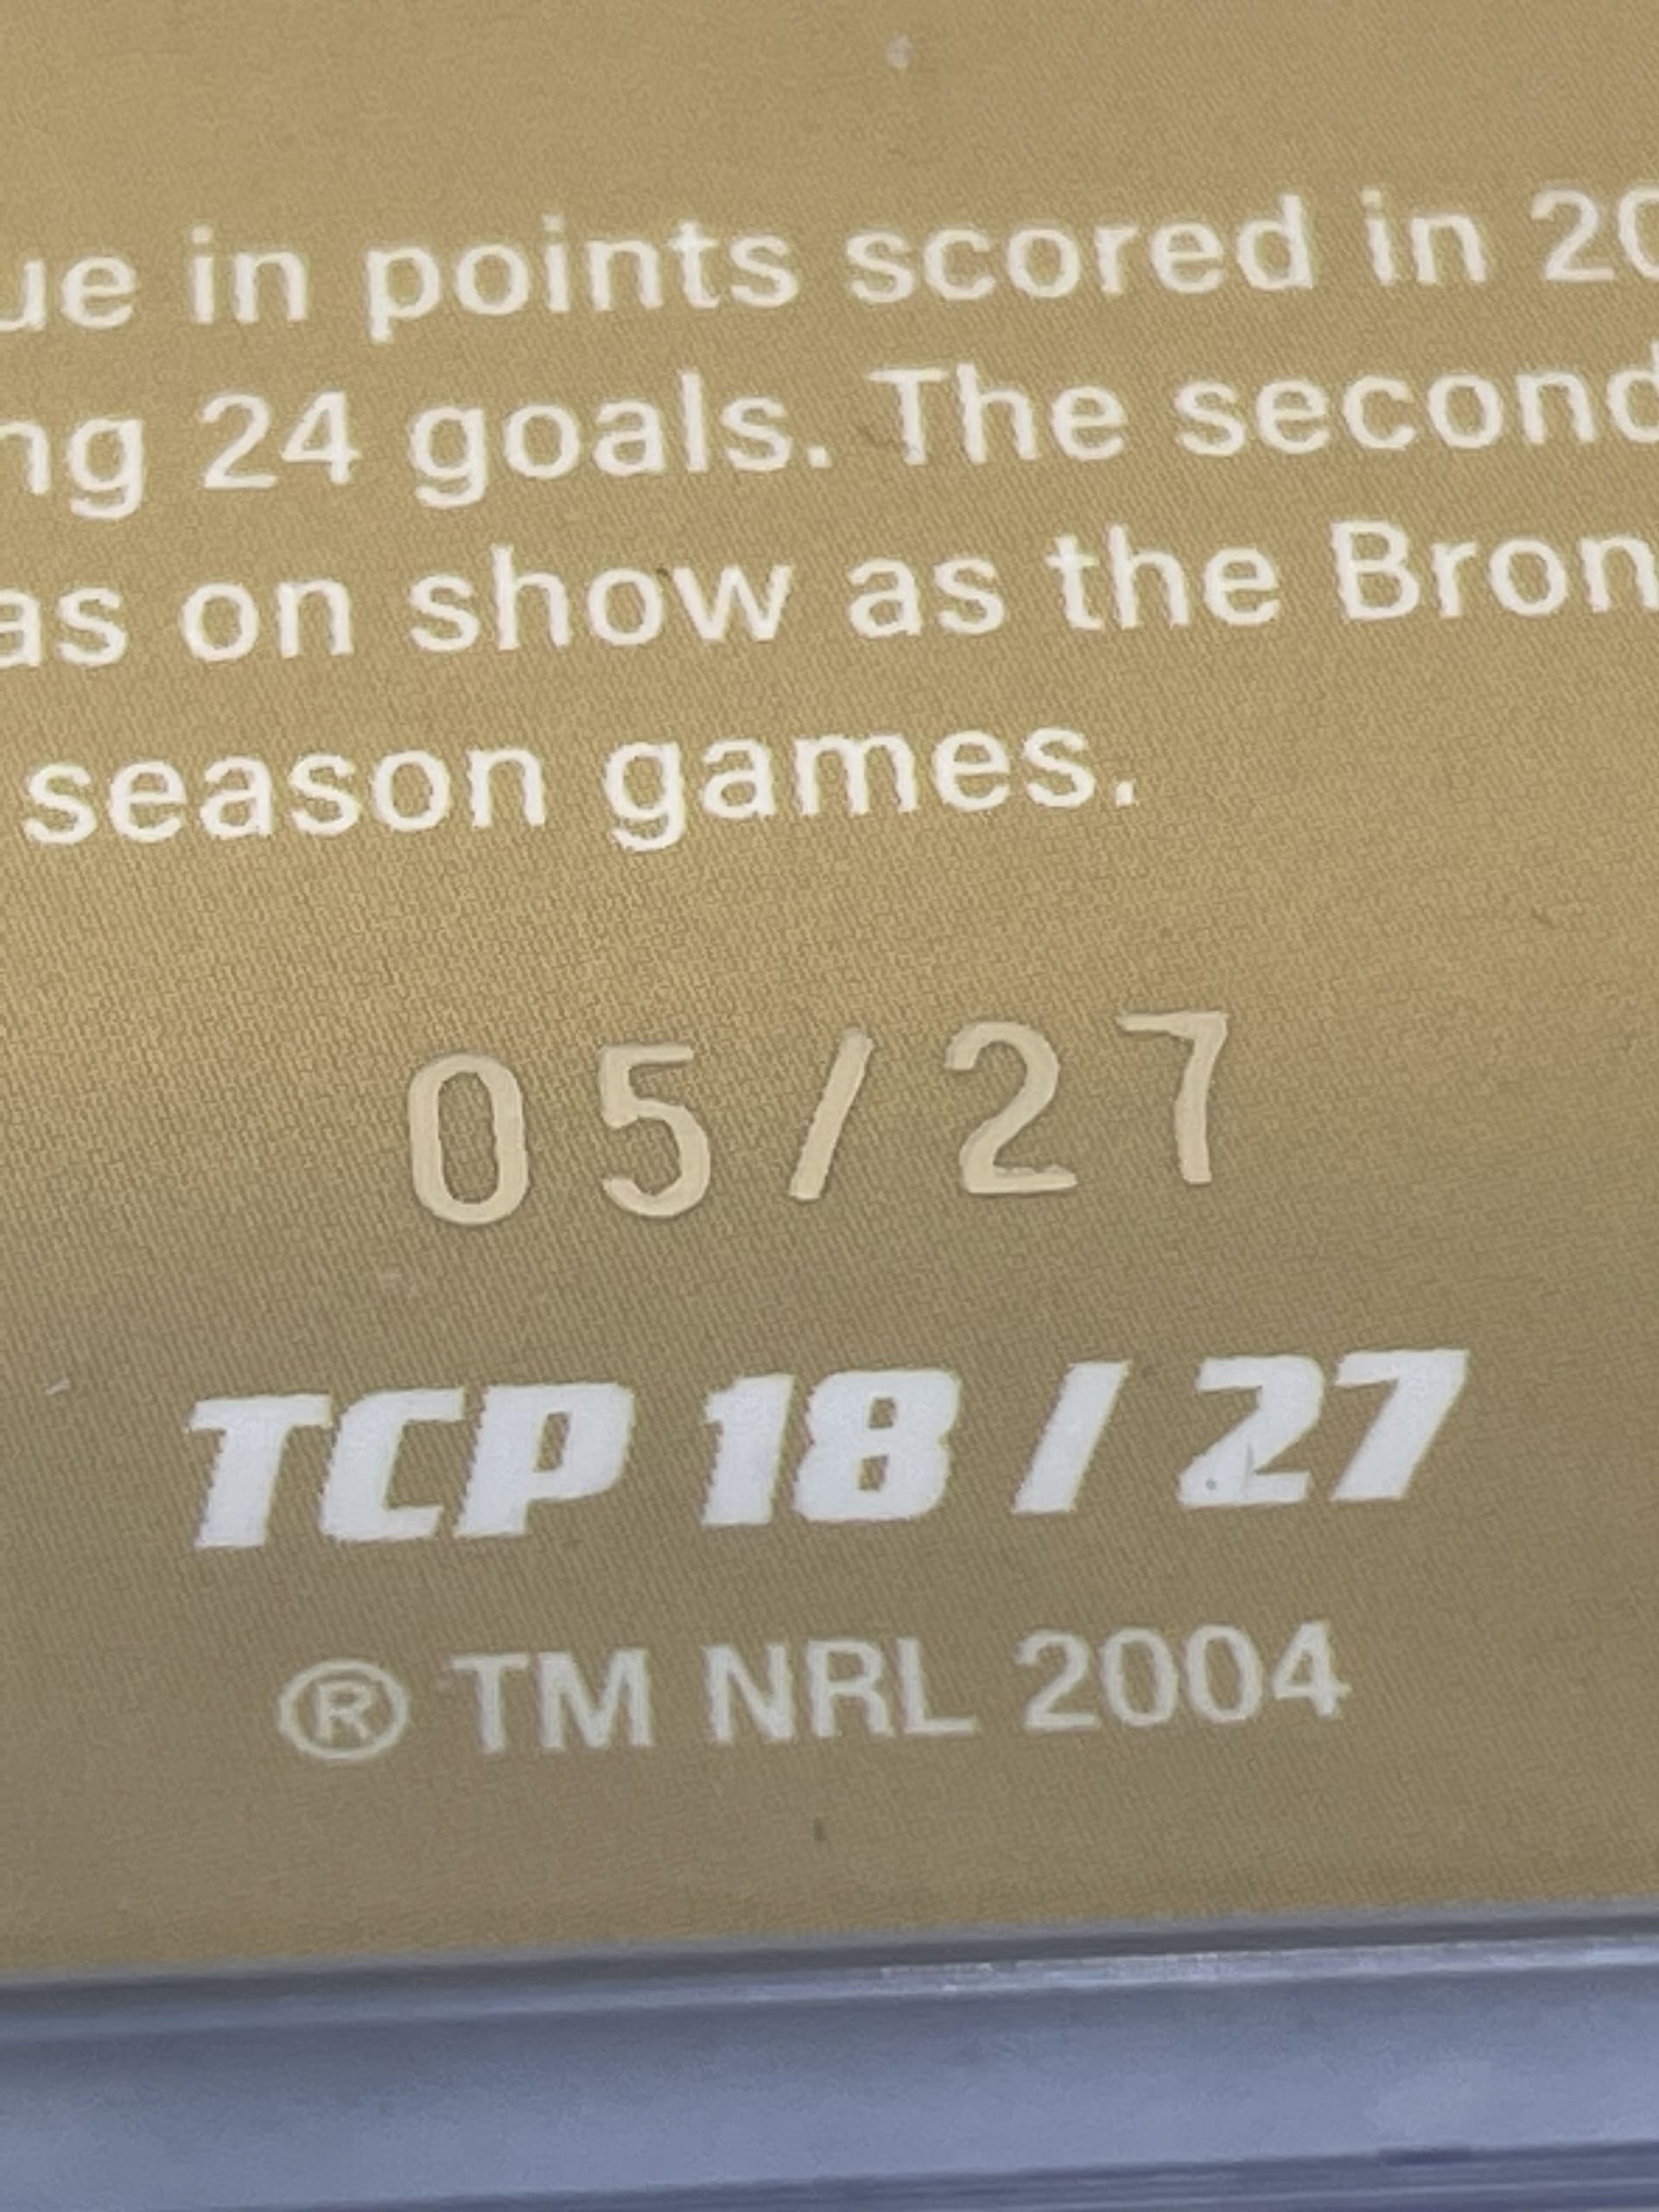 ue in points scored in 20
ng 24 goals. The second
as on show as the Bron
season games.
05/27
TCP 18 / 27
® TM NRL 2004